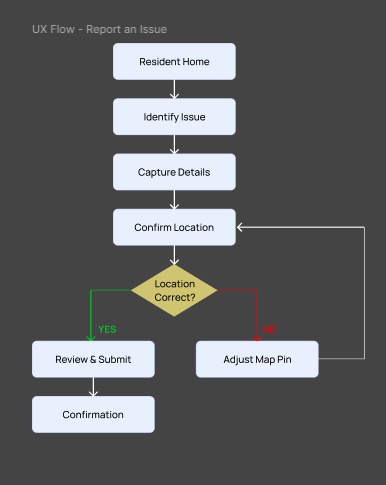 UX Flow - Report an Issue
Resident Home
Identify Issue
Capture Details
Confirm Location
Location
Correct?
YES
NO
Review & Submit
Adjust Map Pin
Confirmation